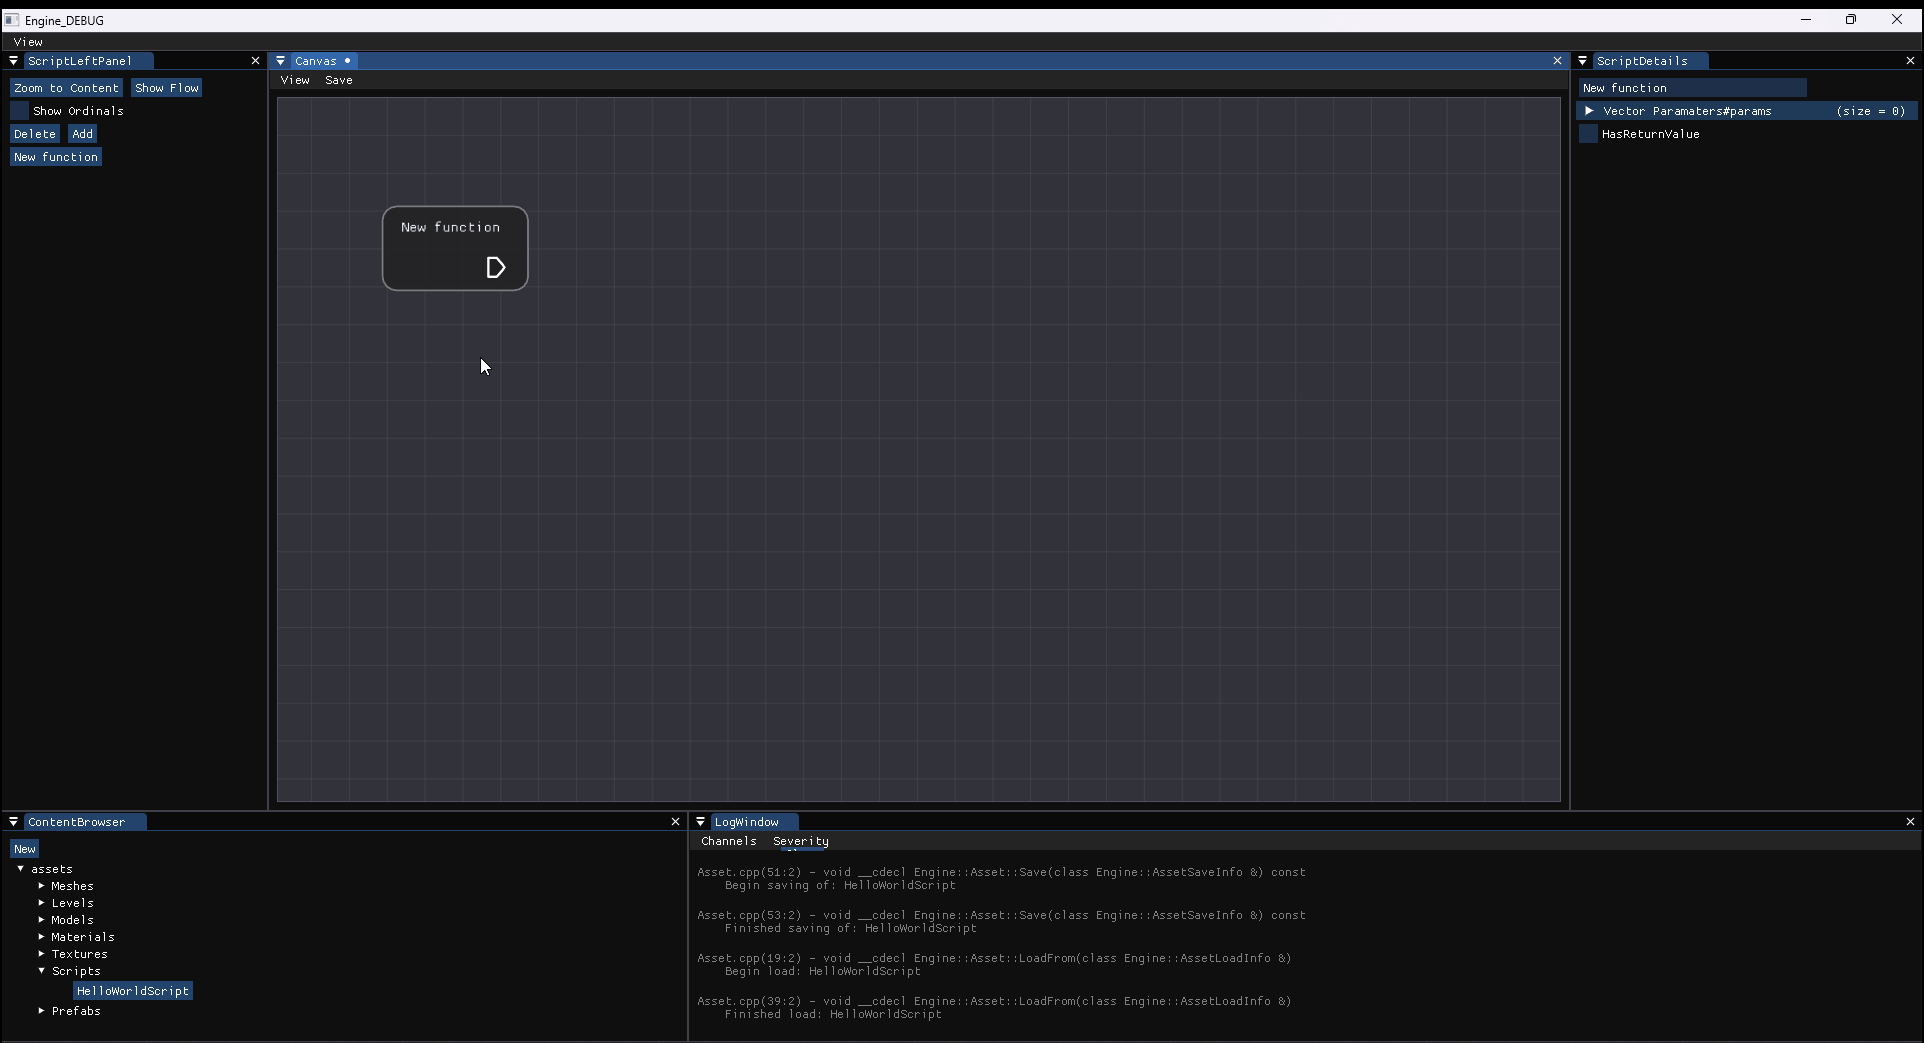 Engine_DEBUG
View
ScriptLeftPanel
Zoom to Content Show Flow
Show Ordinals
Delete Add
New function
Canvas
View Save
New function
ScriptDetails
New function
Vector Paramaters#params (size = 0)
HasReturnValue
ContentBrowser
New
assets
Meshes
Levels
Models
Materials
Textures
Scripts
HelloWorldScript
Prefabs
LogWindow
Channels Severity
Asset.cpp(51:2) - void __cdecl Engine::Asset::Save(class Engine::AssetSaveInfo &) const
Begin saving of: HelloWorldScript
Asset.cpp(53:2) - void __cdecl Engine::Asset::Save(class Engine::AssetSaveInfo &) const
Finished saving of: HelloWorldScript
Asset.cpp(19:2) - void __cdecl Engine::Asset::LoadFrom(class Engine::AssetLoadInfo &)
Begin load: HelloWorldScript
Asset.cpp(39:2) - void __cdecl Engine::Asset::LoadFrom(class Engine::AssetLoadInfo &)
Finished load: HelloWorldScript